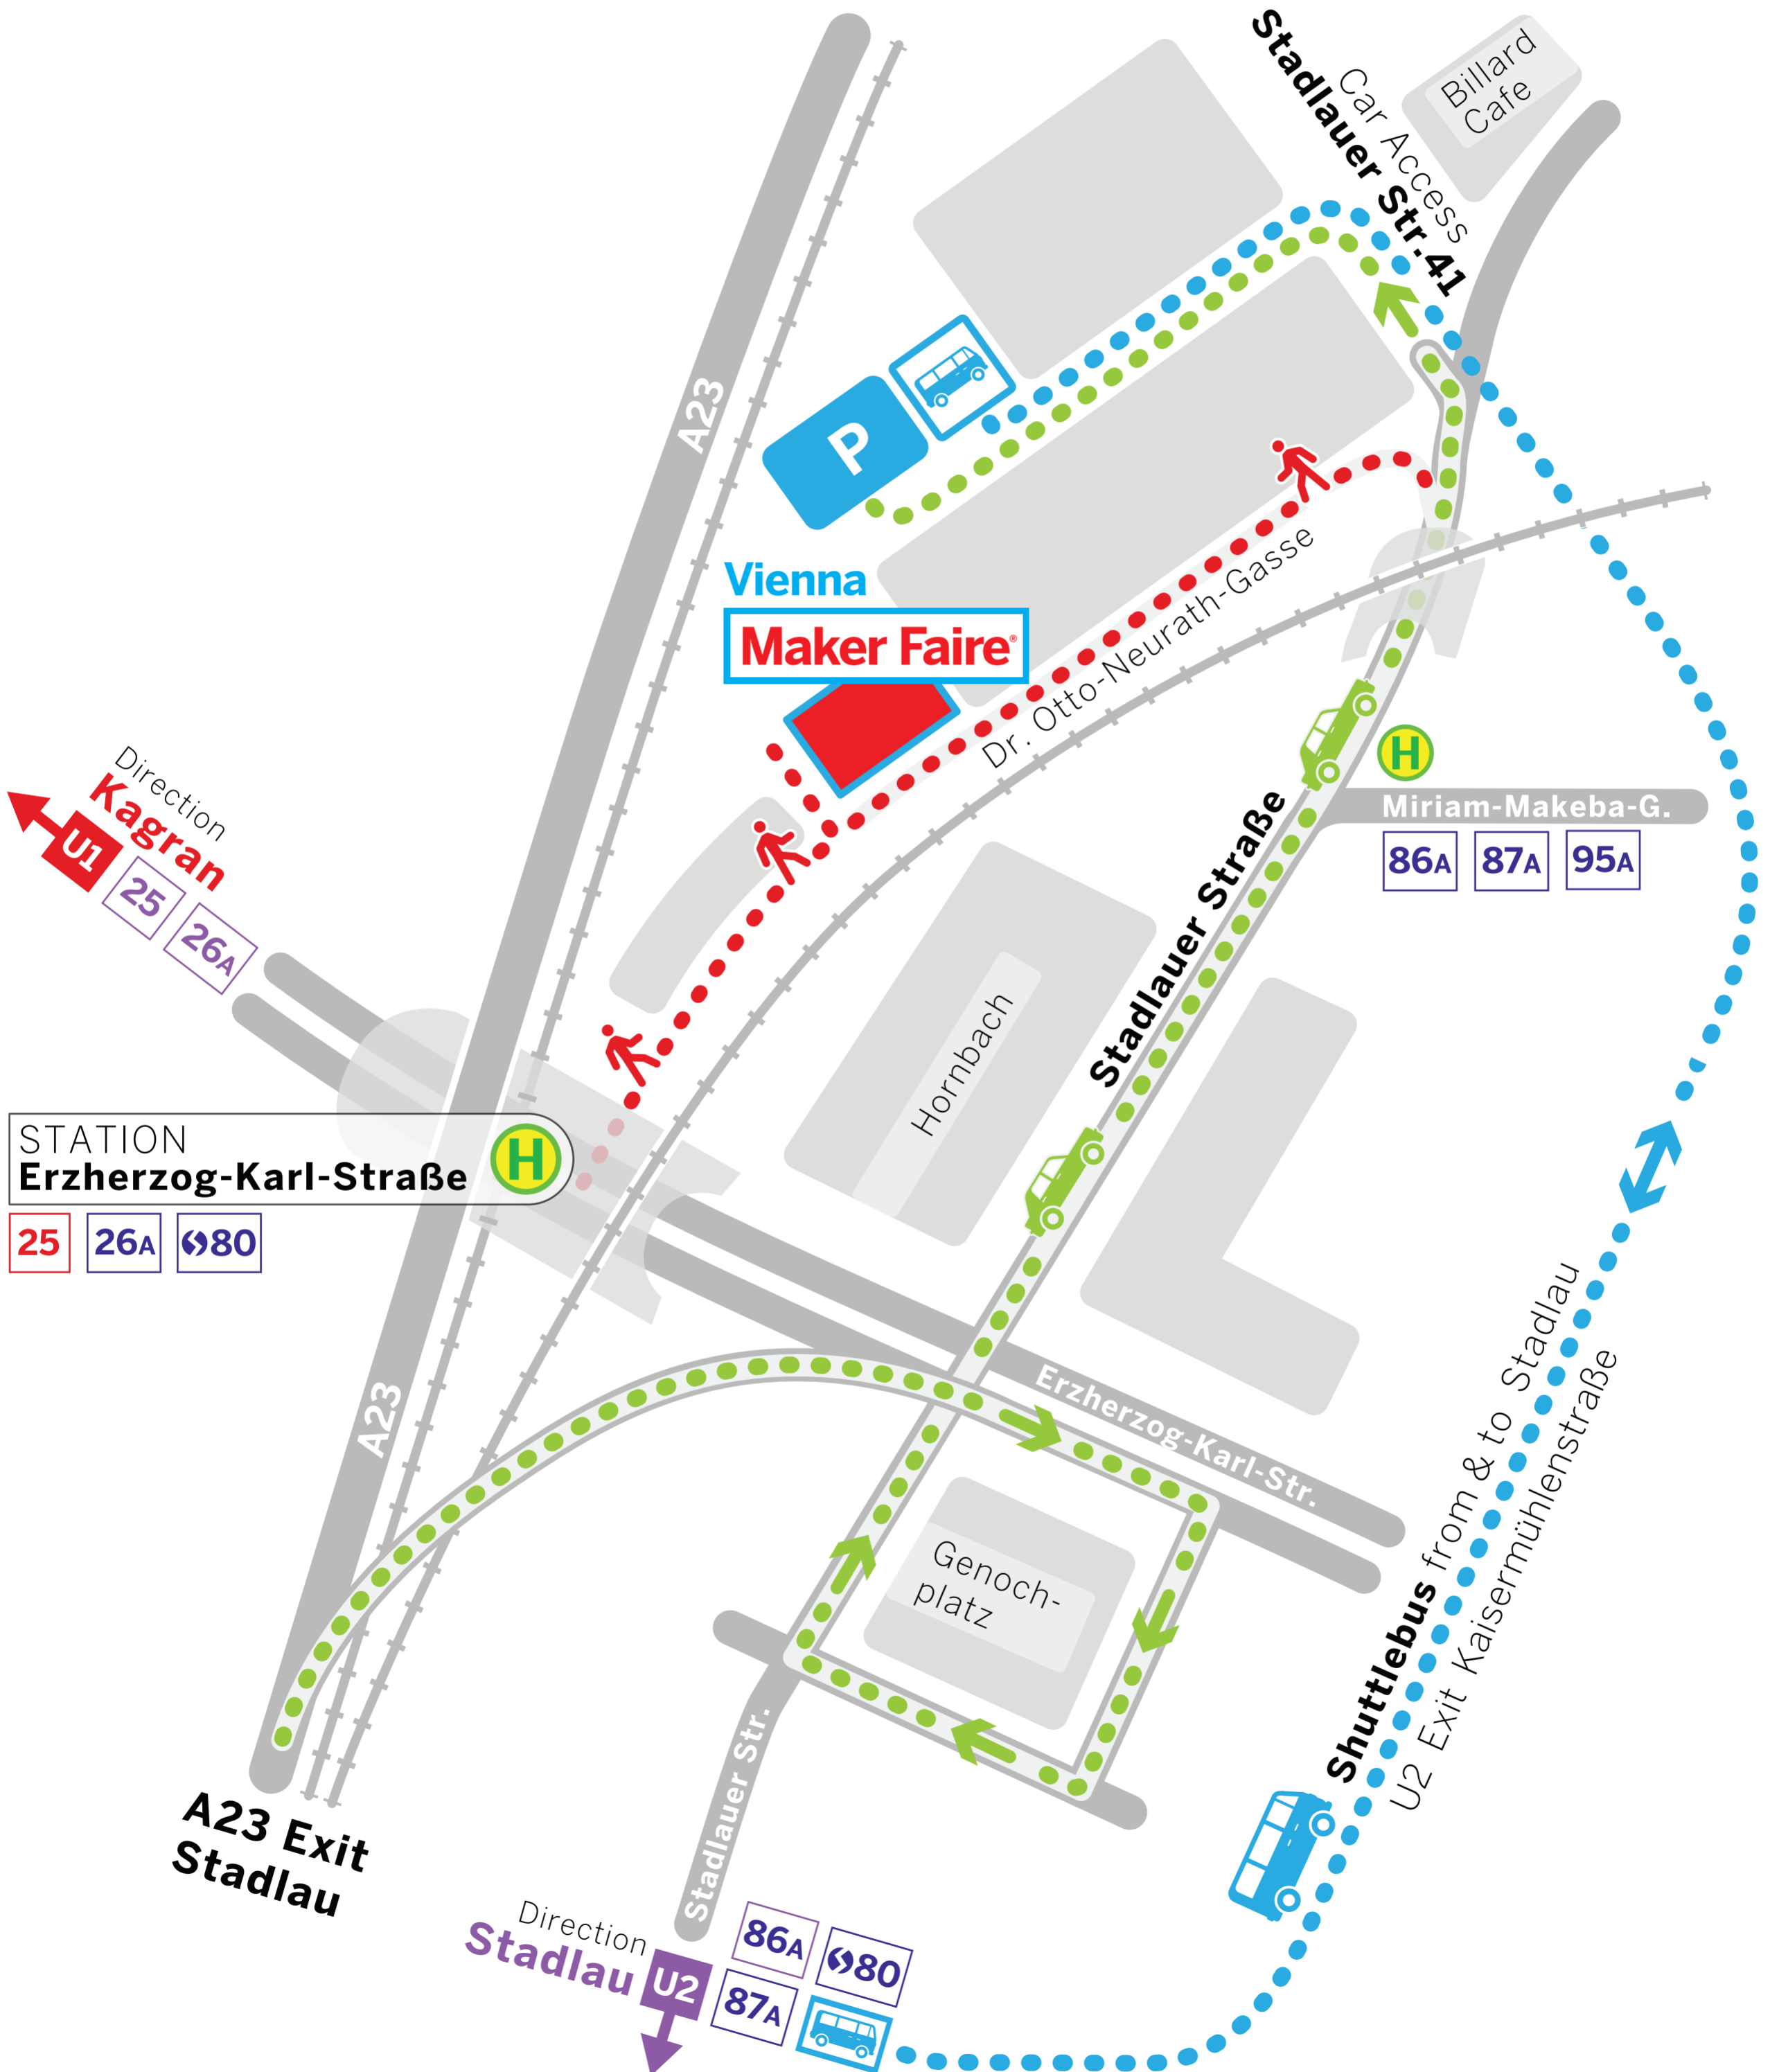 Stadlauer Str.41
Car Access
Billard
Cafe
A23
P
Vienna
Maker Faire®
Dr. Otto-Neurath-Gasse
Direction
Kagran
U1
25
26A
H
Miriam-Makeba-G.
86A
87A
95A
Stadlauer Straße
Hornbach
STATION
Erzherzog-Karl-Straße
H
25
26A
80
A23
Erzherzog-Karl-Str.
Genoch-
platz
Shuttlebus from & to Stadlau
U2 Exit Kaisermühlenstraße
Stadlauer Str.
A23 Exit
Stadlau
Direction
Stadlau
U2
86A
80
87A